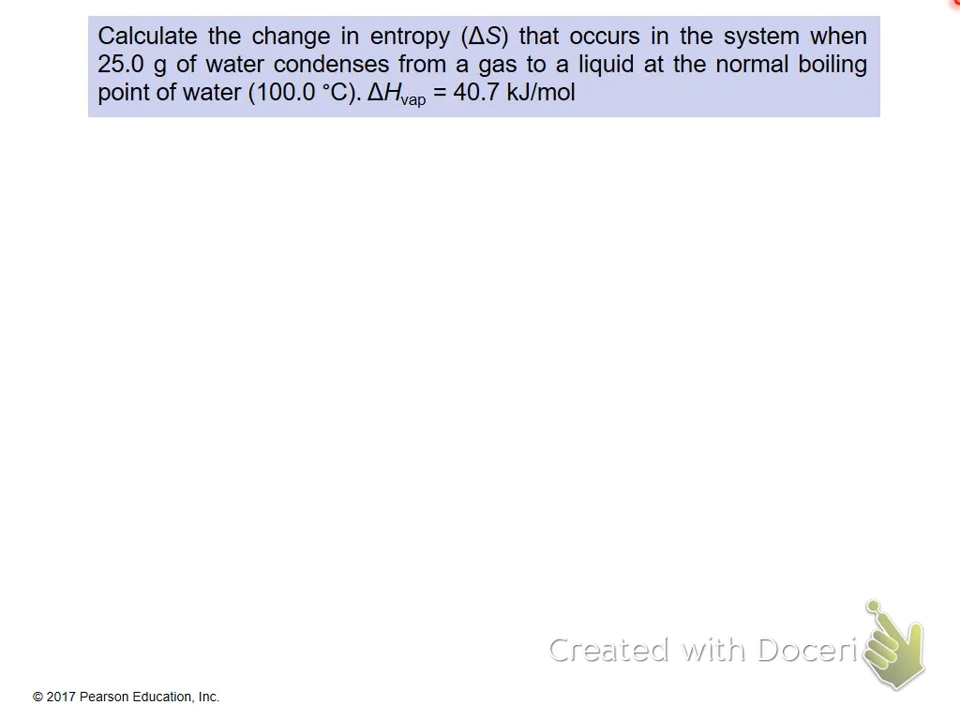 Calculate the change in entropy (ΔS) that occurs in the system when
25.0 g of water condenses from a gas to a liquid at the normal boiling
point of water (100.0 °C). ΔHvap = 40.7 kJ/mol
Created with Doceri
© 2017 Pearson Education, Inc.